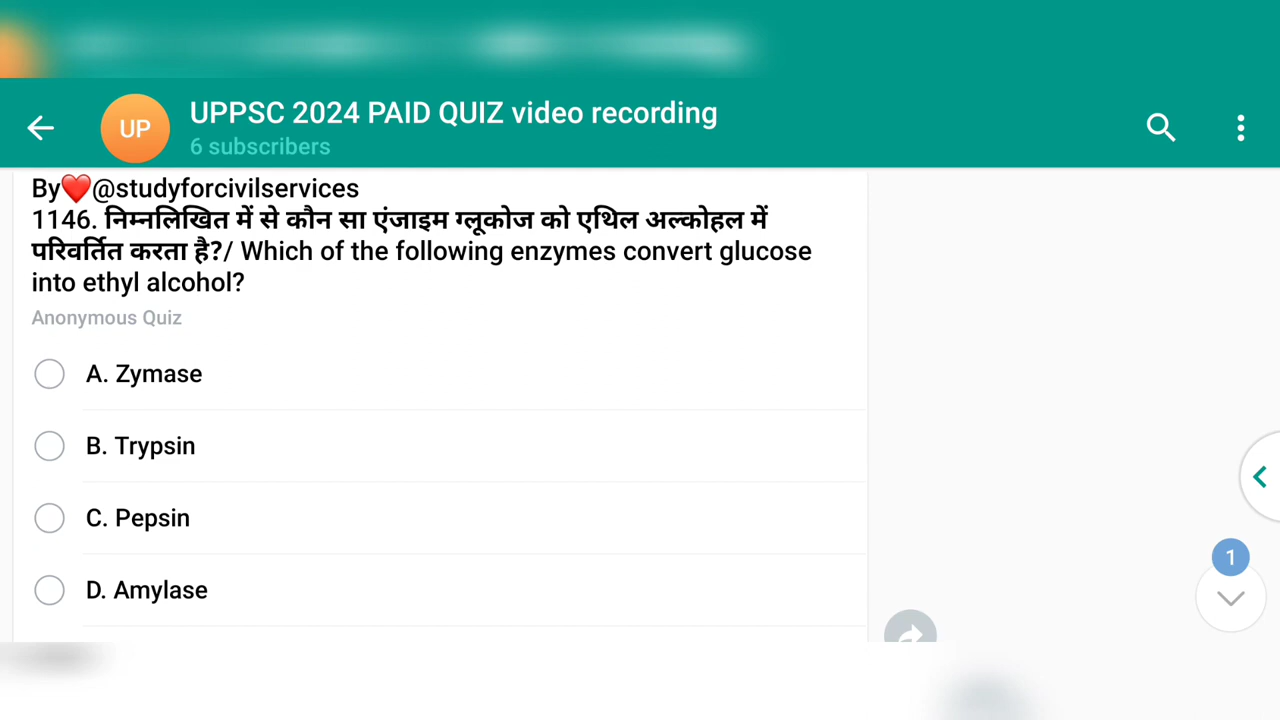 UP
UPPSC 2024 PAID QUIZ video recording
6 subscribers
By❤️@studyforcivilservices
1146. निम्नलिखित में से कौन सा एंजाइम ग्लूकोज को एथिल अल्कोहल में
परिवर्तित करता है?/ Which of the following enzymes convert glucose
into ethyl alcohol?
Anonymous Quiz
A. Zymase
B. Trypsin
C. Pepsin
D. Amylase
1